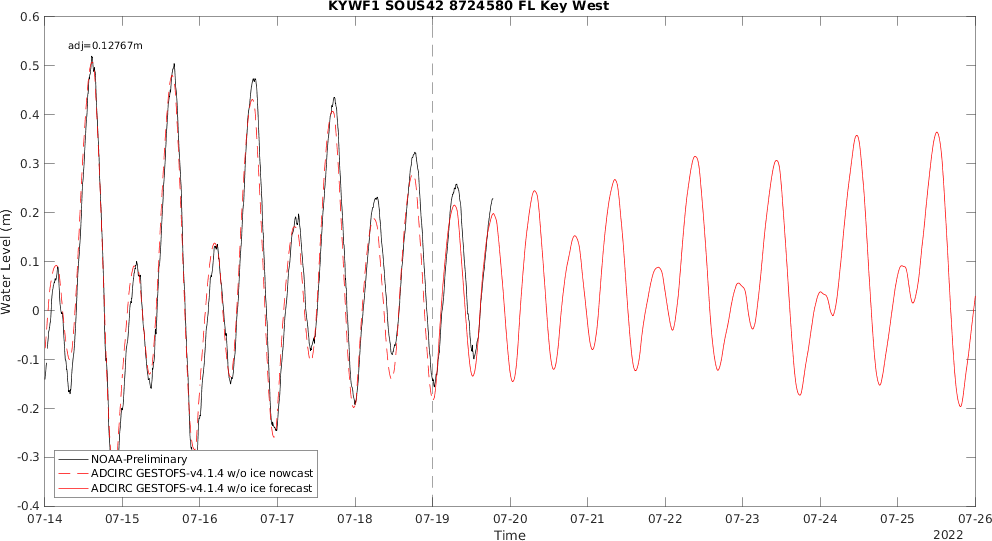 KYWF1 SOUS42 8724580 FL Key West
0.6
adj=0.12767m
0.5
0.4
0.3
0.2
0.1
0
-0.1
-0.2
-0.3
-0.4
Water Level (m)
NOAA-Preliminary
ADCIRC GESTOFS-v4.1.4 w/o ice nowcast
ADCIRC GESTOFS-v4.1.4 w/o ice forecast
07-14 07-15 07-16 07-17 07-18 07-19 07-20 07-21 07-22 07-23 07-24 07-25 07-26
Time
2022